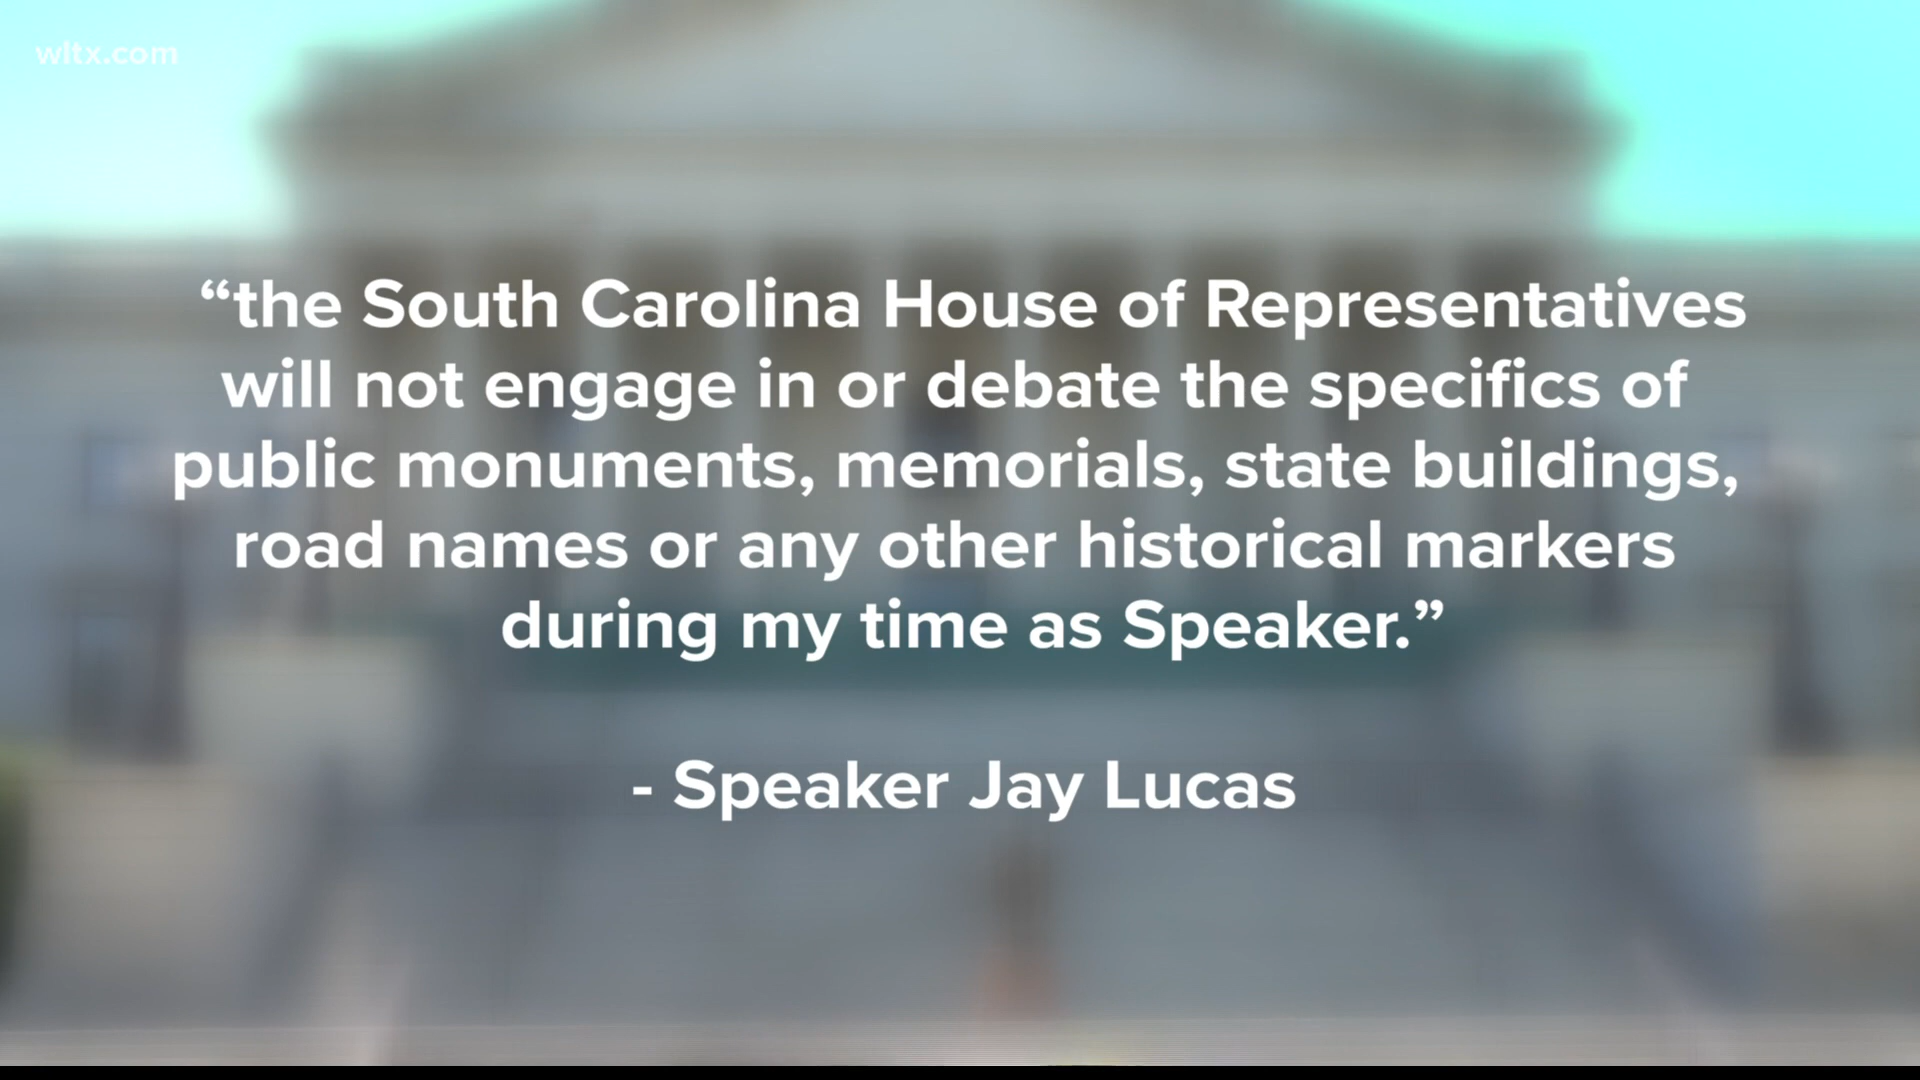 wltx.com
“the South Carolina House of Representatives
will not engage in or debate the specifics of
public monuments, memorials, state buildings,
road names or any other historical markers
during my time as Speaker.”
- Speaker Jay Lucas